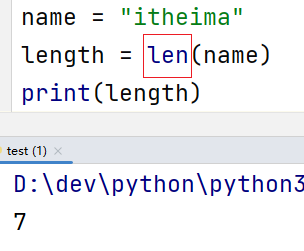 name = "itheima"
length = len(name)
print(length)
test (1) ×
D:\dev\python\python3
7